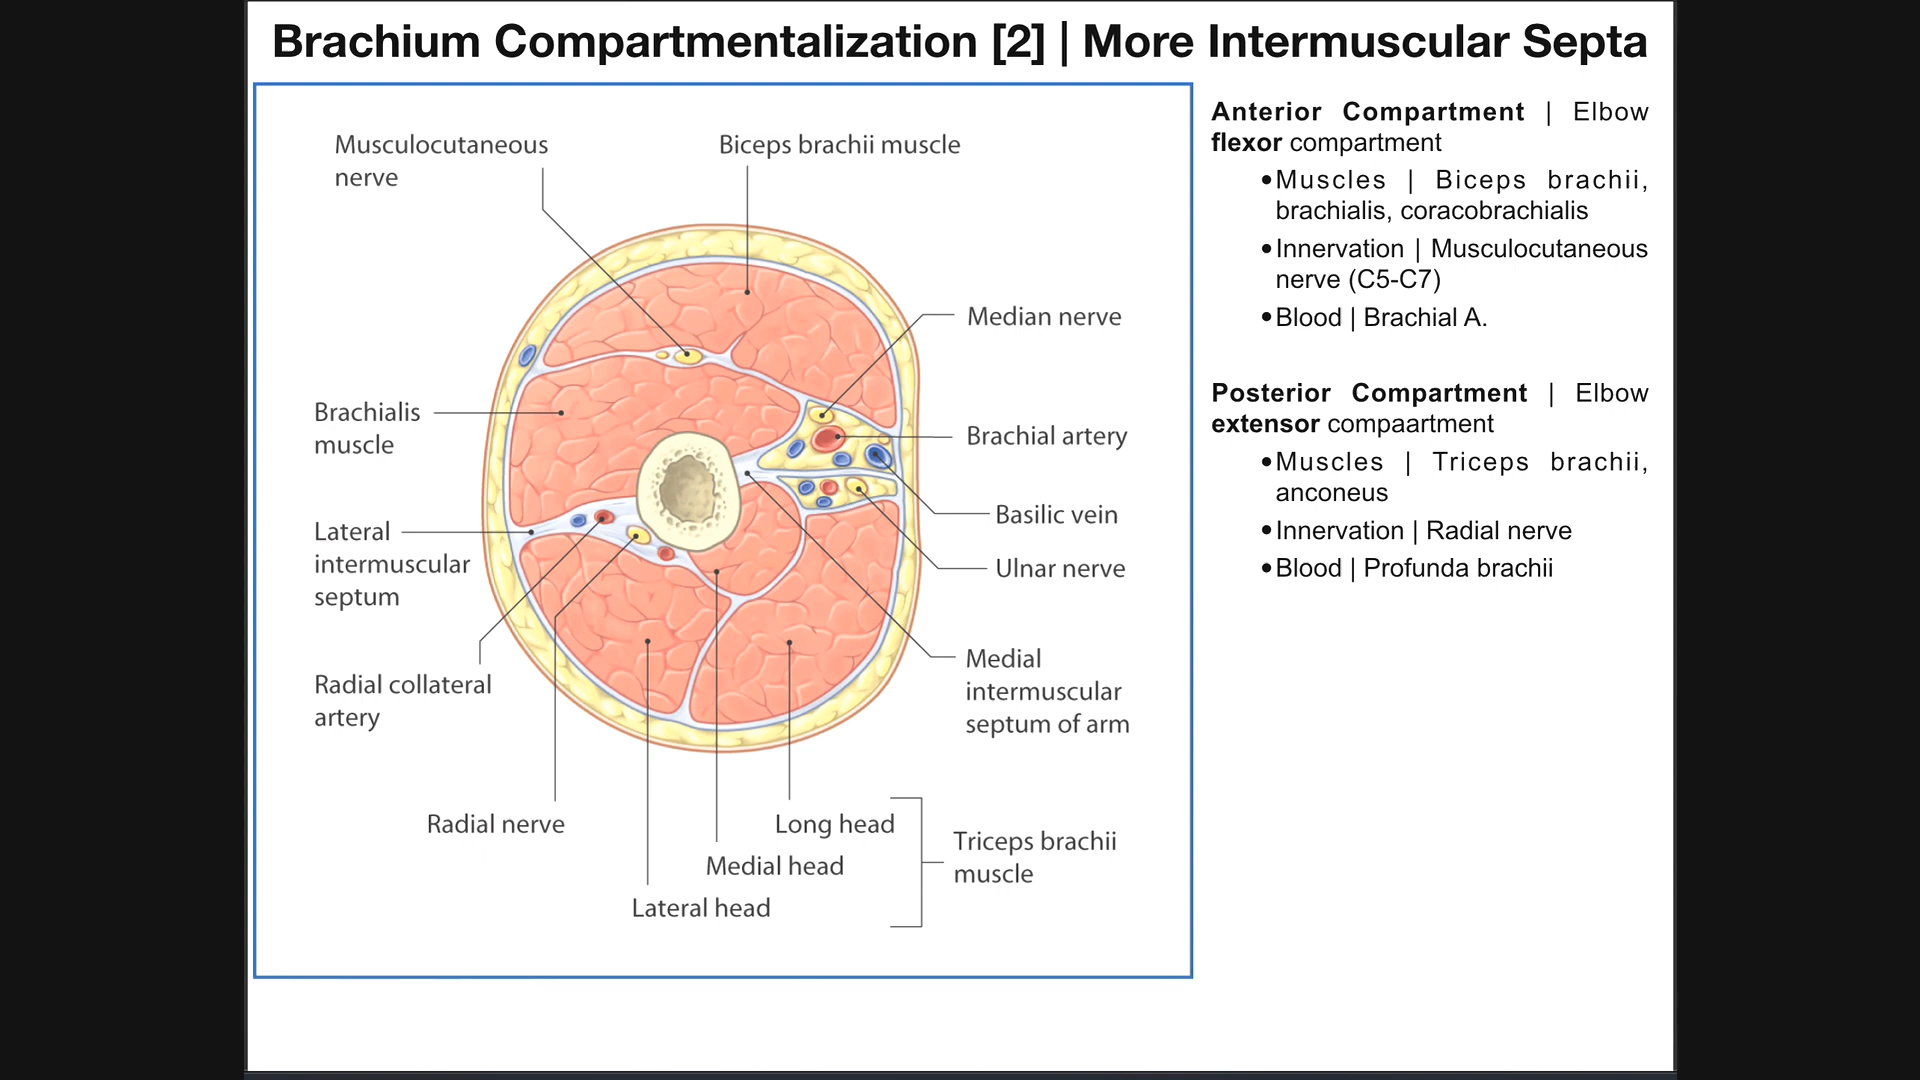 Brachium Compartmentalization [2] | More Intermuscular Septa
Musculocutaneous
nerve
Biceps brachii muscle
Median nerve
Brachialis
muscle
Brachial artery
Lateral
intermuscular
septum
Basilic vein
Ulnar nerve
Radial collateral
artery
Medial
intermuscular
septum of arm
Radial nerve
Long head
Medial head
Lateral head
Triceps brachii
muscle
Anterior Compartment | Elbow
flexor compartment
•Muscles | Biceps brachii,
brachialis, coracobrachialis
•Innervation | Musculocutaneous
nerve (C5-C7)
•Blood | Brachial A.
Posterior Compartment | Elbow
extensor compaartment
•Muscles | Triceps brachii,
anconeus
•Innervation | Radial nerve
•Blood | Profunda brachii